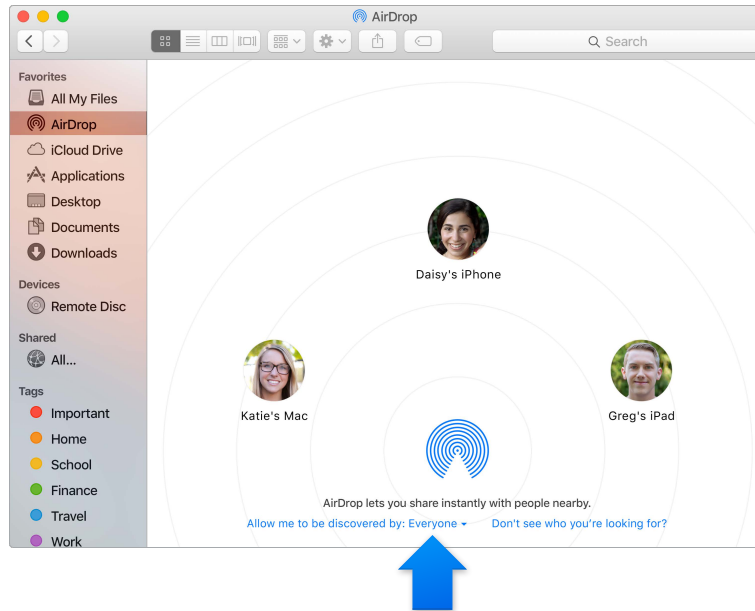 AirDrop
Search
Favorites
All My Files
AirDrop
iCloud Drive
Applications
Desktop
Documents
Downloads
Devices
Remote Disc
Shared
All...
Tags
Important
Home
School
Finance
Travel
Work
Daisy's iPhone
Katie's Mac
Greg's iPad
AirDrop lets you share instantly with people nearby.
Allow me to be discovered by: Everyone
Don't see who you're looking for?